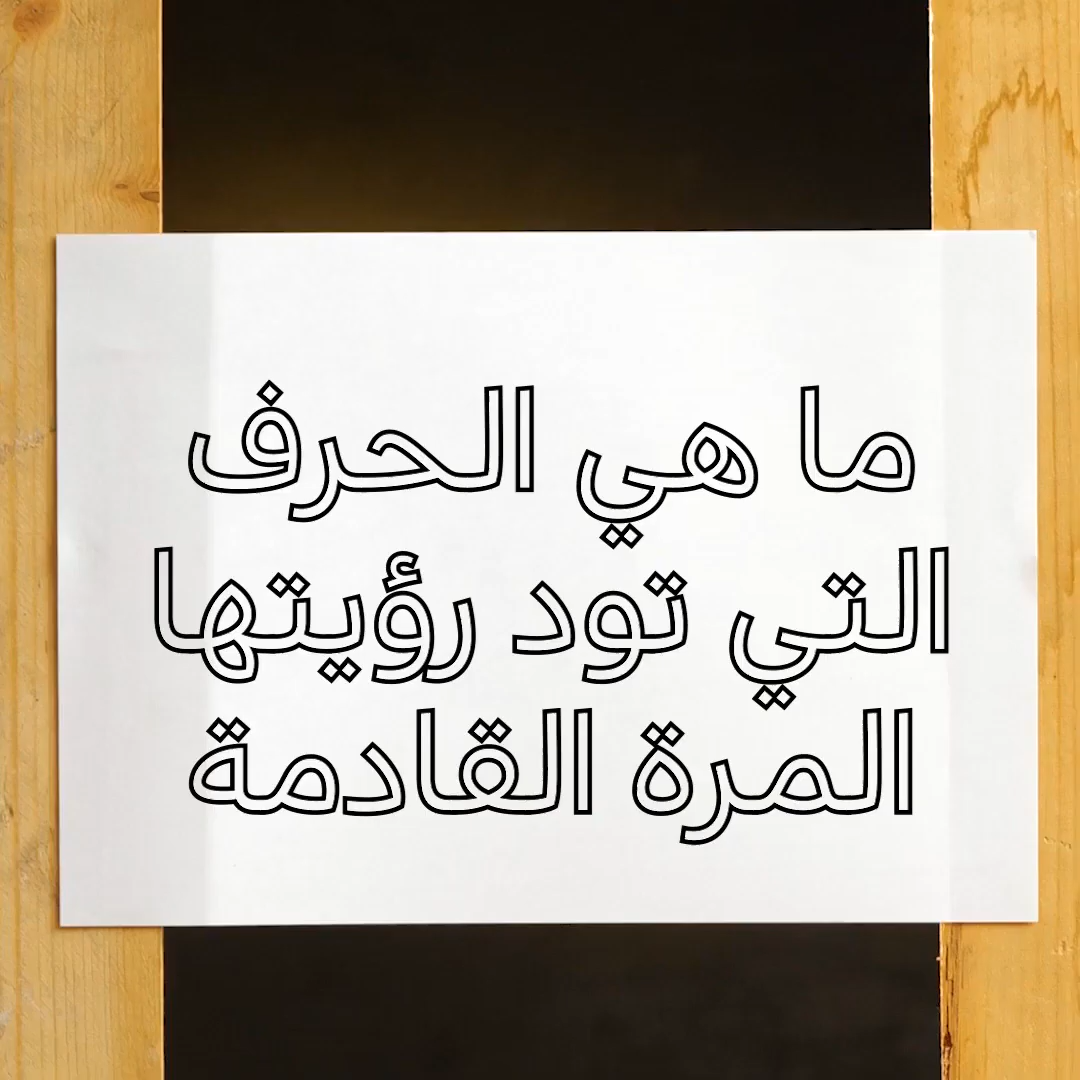 ما هي الحرف
التي تود رؤيتها
المرة القادمة